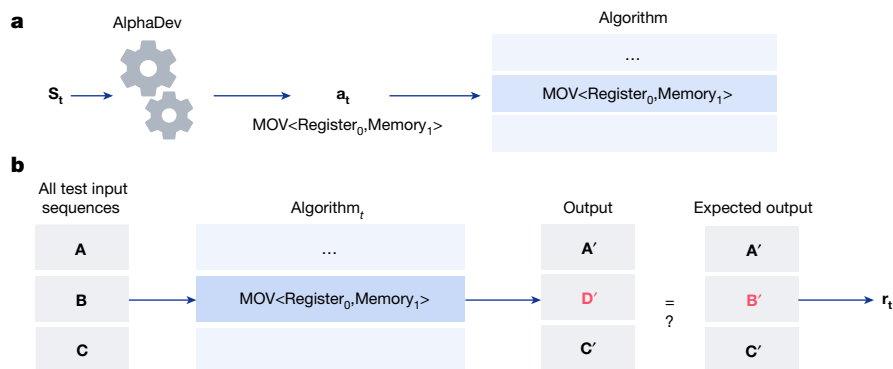 a
AlphaDev
Algorithm
...
S_t
a_t
MOV<Register_0,Memory_1>
MOV<Register_0,Memory_1>
b
All test input
sequences
Algorithm_t
Output
Expected output
A
...
A′
A′
B
MOV<Register_0,Memory_1>
D′
=
?
B′
r_t
C
C′
C′